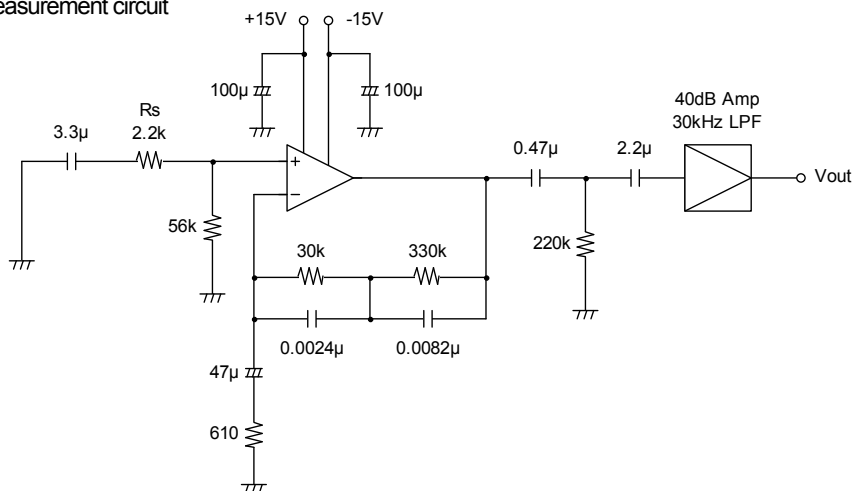 easurement circuit
+15V -15V
100µ 100µ
40dB Amp
30kHz LPF
Rs
2.2k
3.3µ
0.47µ 2.2µ
+
−
Vout
56k
220k
30k 330k
0.0024µ 0.0082µ
47µ
610